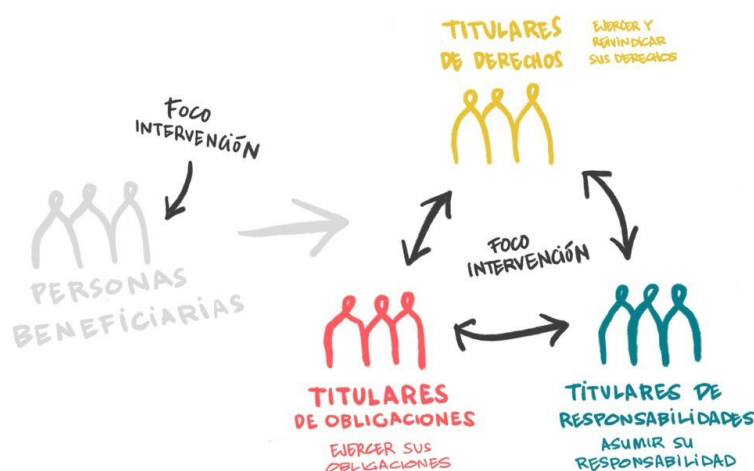 FOCO
INTERVENCIÓN
PERSONAS
BENEFICIARIAS
TITULARES
DE DERECHOS
EJERCER Y
REIVINDICAR
SUS DERECHOS
FOCO
INTERVENCIÓN
TITULARES
DE OBLIGACIONES
EJERCER SUS
OBLIGACIONES
TITULARES DE
RESPONSABILIDADES
ASUMIR SU
RESPONSABILIDAD